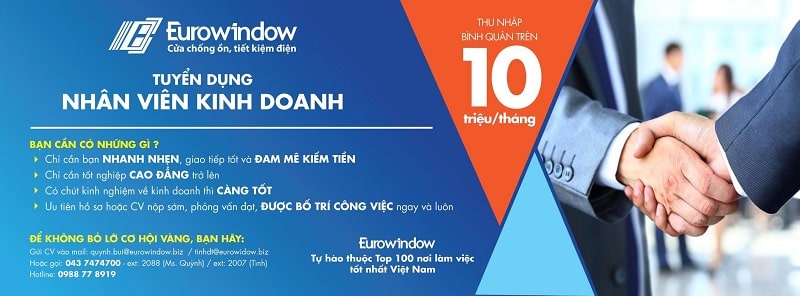 Eurowindow
Cửa chống ồn, tiết kiệm điện
TUYỂN DỤNG
NHÂN VIÊN KINH DOANH
THU NHẬP
BÌNH QUÂN TRÊN
10
triệu/tháng
BẠN CẦN CÓ NHỮNG GÌ ?
Chỉ cần bạn NHANH NHẸN, giao tiếp tốt và ĐAM MÊ KIẾM TIỀN
Chỉ cần tốt nghiệp CAO ĐẲNG trở lên
Có chút kinh nghiệm về kinh doanh thì CÀNG TỐT
Ưu tiên hồ sơ hoặc CV nộp sớm, phỏng vấn đạt, ĐƯỢC BỐ TRÍ CÔNG VIỆC ngay và luôn
ĐỂ KHÔNG BỎ LỠ CƠ HỘI VÀNG, BẠN HÃY:
Gửi CV vào mail: quynh.bui@eurowindow.biz / tinhdt@eurowidow.biz
Hoặc gọi: 043 7474700 - ext: 2088 (Ms. Quỳnh) / ext: 2007 (Tình)
Hotline: 0988 77 8919
Eurowindow
Tự hào thuộc Top 100 nơi làm việc
tốt nhất Việt Nam